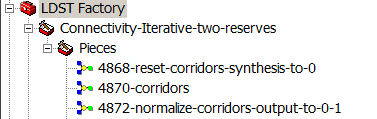 LDST Factory
Connectivity-Iterative-two-reserves
Pieces
4868-reset-corridors-synthesis-to-0
4870-corridors
4872-normalize-corridors-output-to-0-1